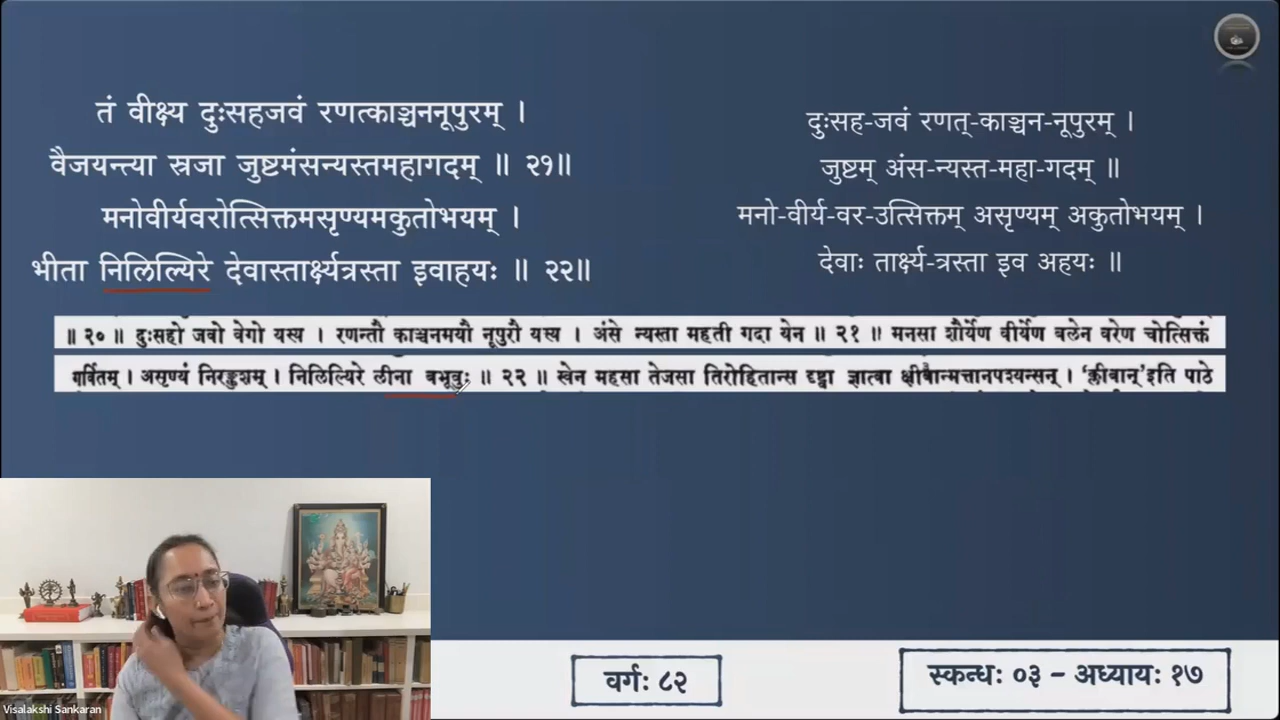 तं वीक्ष्य दुःसहजवं रणत्काञ्चननूपुरम् ।
वैजयन्त्या स्रजा जुष्टमंसन्यस्तमहागदम् ॥ २१॥
मनोवीर्यवरोत्सिक्तमसृण्यमकुतोभयम् ।
भीता निलिल्यिरे देवास्तार्क्ष्यत्रस्ता इवाहयः ॥ २२॥
दुःसह-जवं रणत्-काञ्चन-नूपुरम् ।
जुष्टम् अंस-न्यस्त-महा-गदम् ॥
मनो-वीर्य-वर-उत्सिक्तम् असृण्यम् अकुतोभयम् ।
देवाः तार्क्ष्य-त्रस्ता इव अहयः ॥
॥ २० ॥ दुःसहो जवो वेगो यस्य । रणन्तौ काञ्चनमयौ नूपुरौ यस्य । अंसे न्यस्ता महती गदा येन ॥ २१ ॥ मनसा शौर्येण वीर्येण बलेन वरेण चोत्सिक्तं
गर्वितम् । असृण्यं निरङ्कुशम् । निलिल्यिरे लीना बभूवुः ॥ २२ ॥ स्वेन महसा तेजसा तिरोहितान्स दृष्ट्वा ज्ञात्वा क्षीबान्मत्तानपश्यन्सन् । 'क्लीबान्' इति पाठे
Visalakshi Sankaran
वर्गः ८२
स्कन्धः ०३ – अध्यायः १७